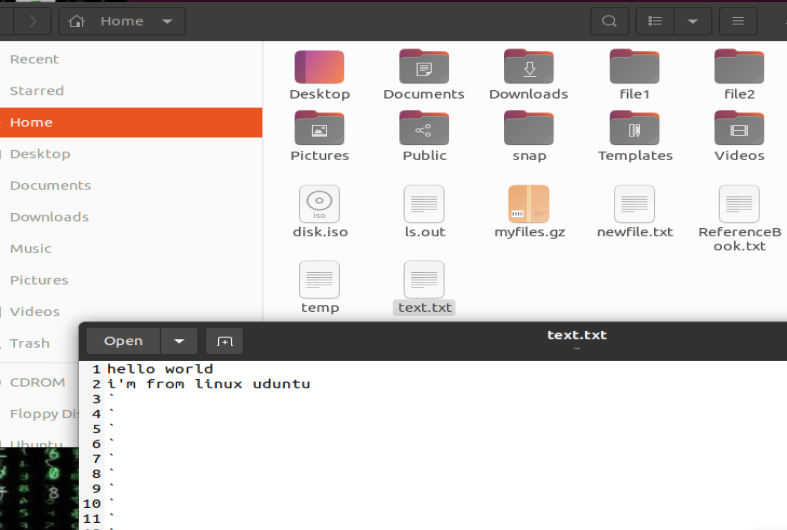 Home
Recent
Starred
Home
Desktop
Documents
Downloads
Music
Pictures
Videos
Trash
CDROM
Floppy Dis
Ubuntu
Desktop Documents Downloads file1 file2
Pictures Public snap Templates Videos
iso
disk.iso ls.out myfiles.gz newfile.txt ReferenceB
ook.txt
temp text.txt
Open text.txt
~
1 hello world
2 i'm from linux uduntu
3 `
4 `
5 `
6 `
7 `
8 `
9 `
10 `
11 `